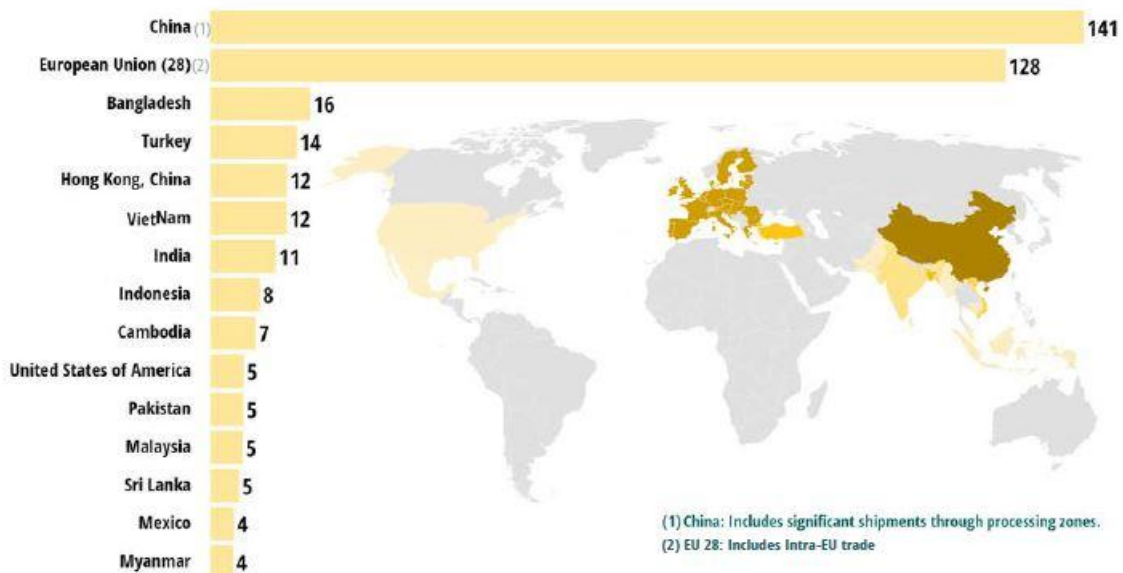 China (1) 141
European Union (28)(2) 128
Bangladesh 16
Turkey 14
Hong Kong, China 12
VietNam 12
India 11
Indonesia 8
Cambodia 7
United States of America 5
Pakistan 5
Malaysia 5
Sri Lanka 5
Mexico 4
Myanmar 4
(1) China: Includes significant shipments through processing zones.
(2) EU 28: Includes Intra-EU trade